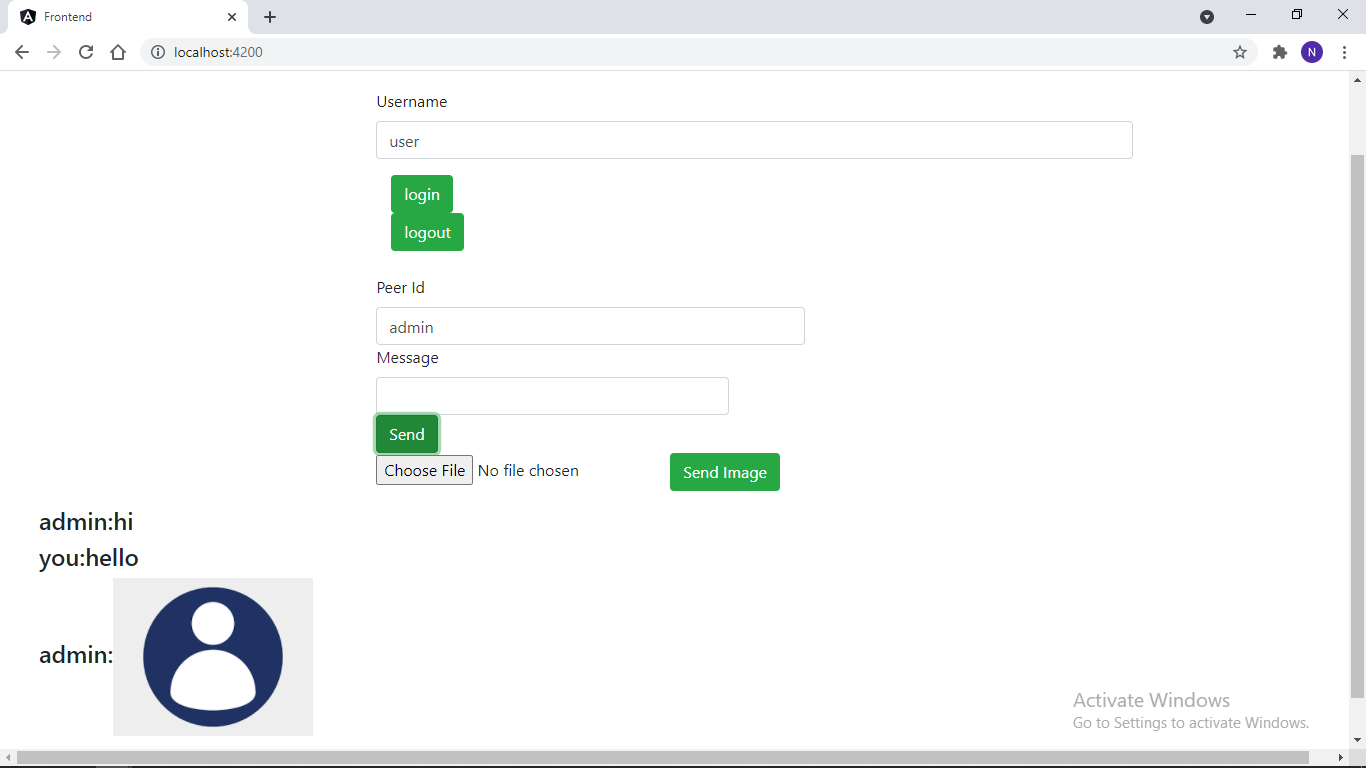 Frontend
localhost:4200
N
Username
user
login
logout
Peer Id
admin
Message
Send
Choose File No file chosen
Send Image
admin:hi
you:hello
admin:
Activate Windows
Go to Settings to activate Windows.